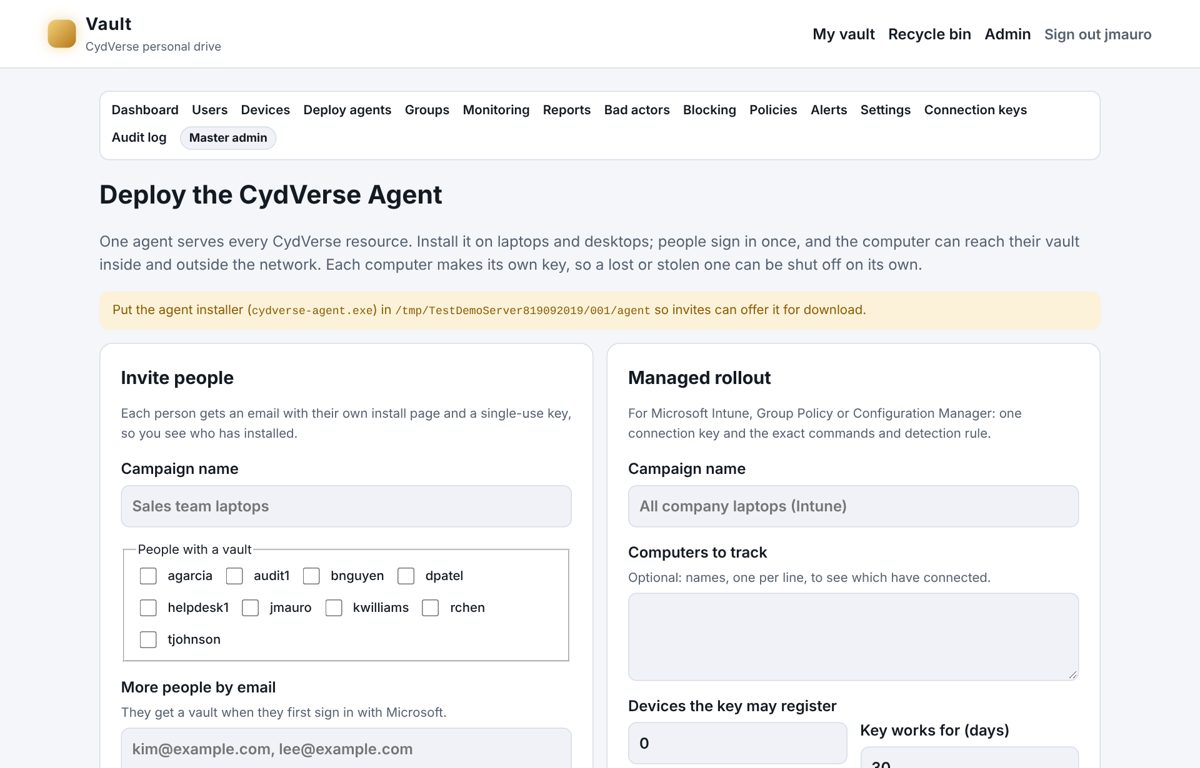 Vault
CydVerse personal drive
My vault Recycle bin Admin Sign out jmauro
Dashboard Users Devices Deploy agents Groups Monitoring Reports Bad actors Blocking Policies Alerts Settings Connection keys
Audit log Master admin
Deploy the CydVerse Agent
One agent serves every CydVerse resource. Install it on laptops and desktops; people sign in once, and the computer can reach their vault
inside and outside the network. Each computer makes its own key, so a lost or stolen one can be shut off on its own.
Put the agent installer (cydverse-agent.exe) in /tmp/TestDemoServer819092019/001/agent so invites can offer it for download.
Invite people
Each person gets an email with their own install page and a single-use key,
so you see who has installed.
Campaign name
Sales team laptops
People with a vault
agarcia audit1 bnguyen dpatel
helpdesk1 jmauro kwilliams rchen
tjohnson
More people by email
They get a vault when they first sign in with Microsoft.
kim@example.com, lee@example.com
Managed rollout
For Microsoft Intune, Group Policy or Configuration Manager: one
connection key and the exact commands and detection rule.
Campaign name
All company laptops (Intune)
Computers to track
Optional: names, one per line, to see which have connected.
Devices the key may register
0
Key works for (days)
30